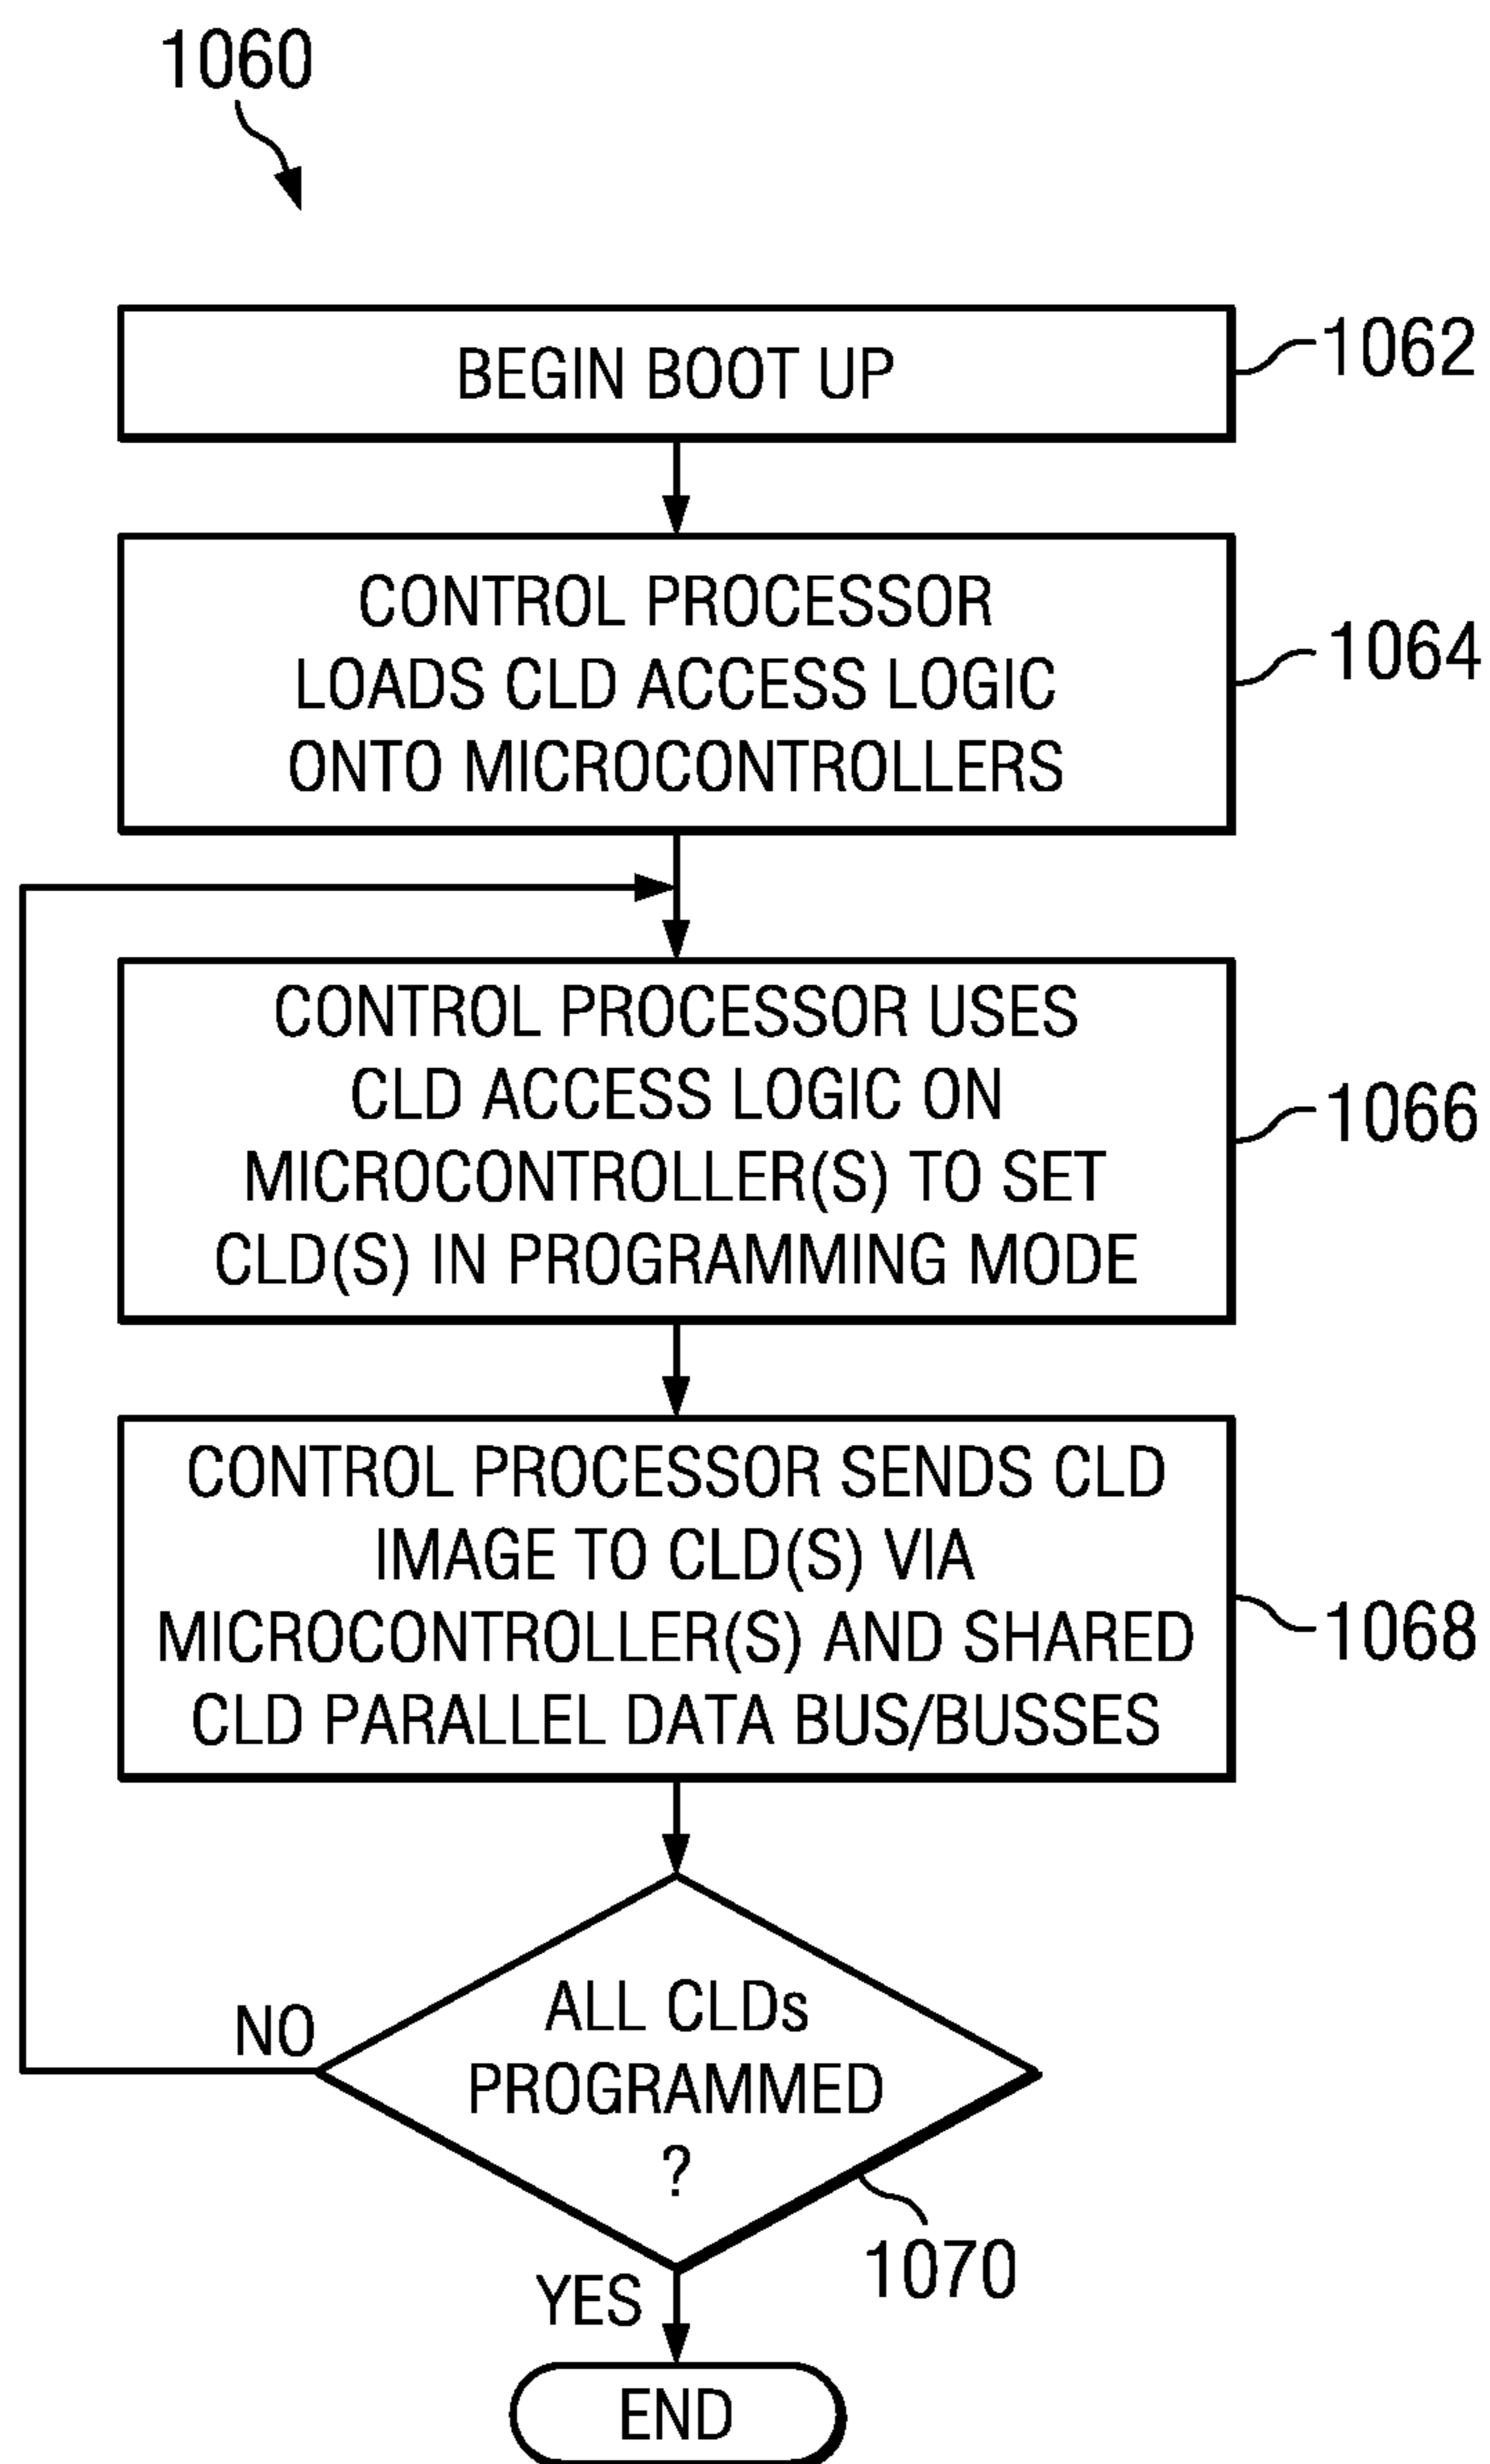 1060
BEGIN BOOT UP
1062
CONTROL PROCESSOR
LOADS CLD ACCESS LOGIC
ONTO MICROCONTROLLERS
1064
CONTROL PROCESSOR USES
CLD ACCESS LOGIC ON
MICROCONTROLLER(S) TO SET
CLD(S) IN PROGRAMMING MODE
1066
CONTROL PROCESSOR SENDS CLD
IMAGE TO CLD(S) VIA
MICROCONTROLLER(S) AND SHARED
CLD PARALLEL DATA BUS/BUSSES
1068
NO
ALL CLDs
PROGRAMMED
?
1070
YES
END